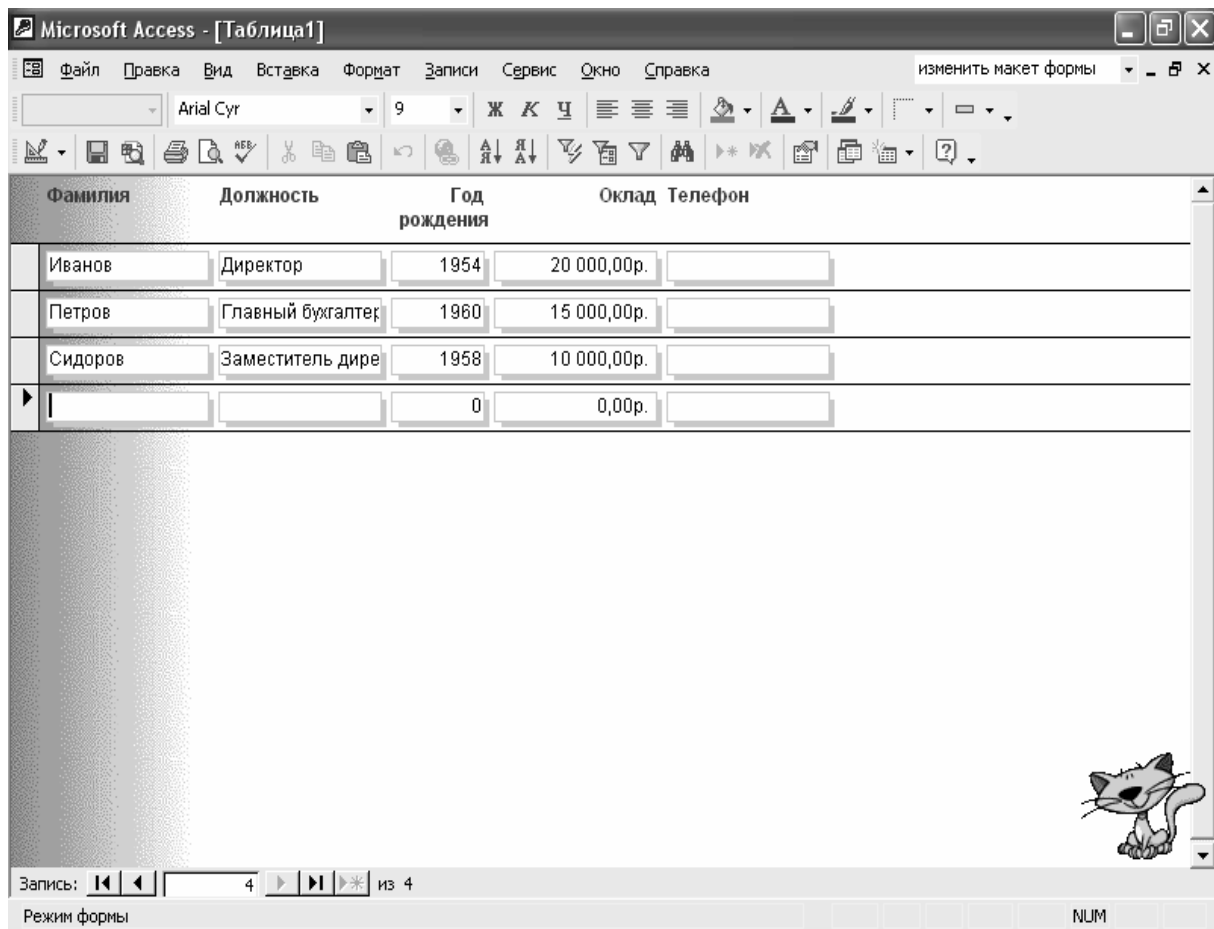 Microsoft Access - [Таблица1]
Файл Правка Вид Вставка Формат Записи Сервис Окно Справка изменить макет формы
Arial Cyr 9 Ж К Ч
Фамилия Должность Год рождения Оклад Телефон
Иванов Директор 1954 20 000,00р.
Петров Главный бухгалтер 1960 15 000,00р.
Сидоров Заместитель дире 1958 10 000,00р.
0 0,00р.
Запись: 4 из 4
Режим формы NUM